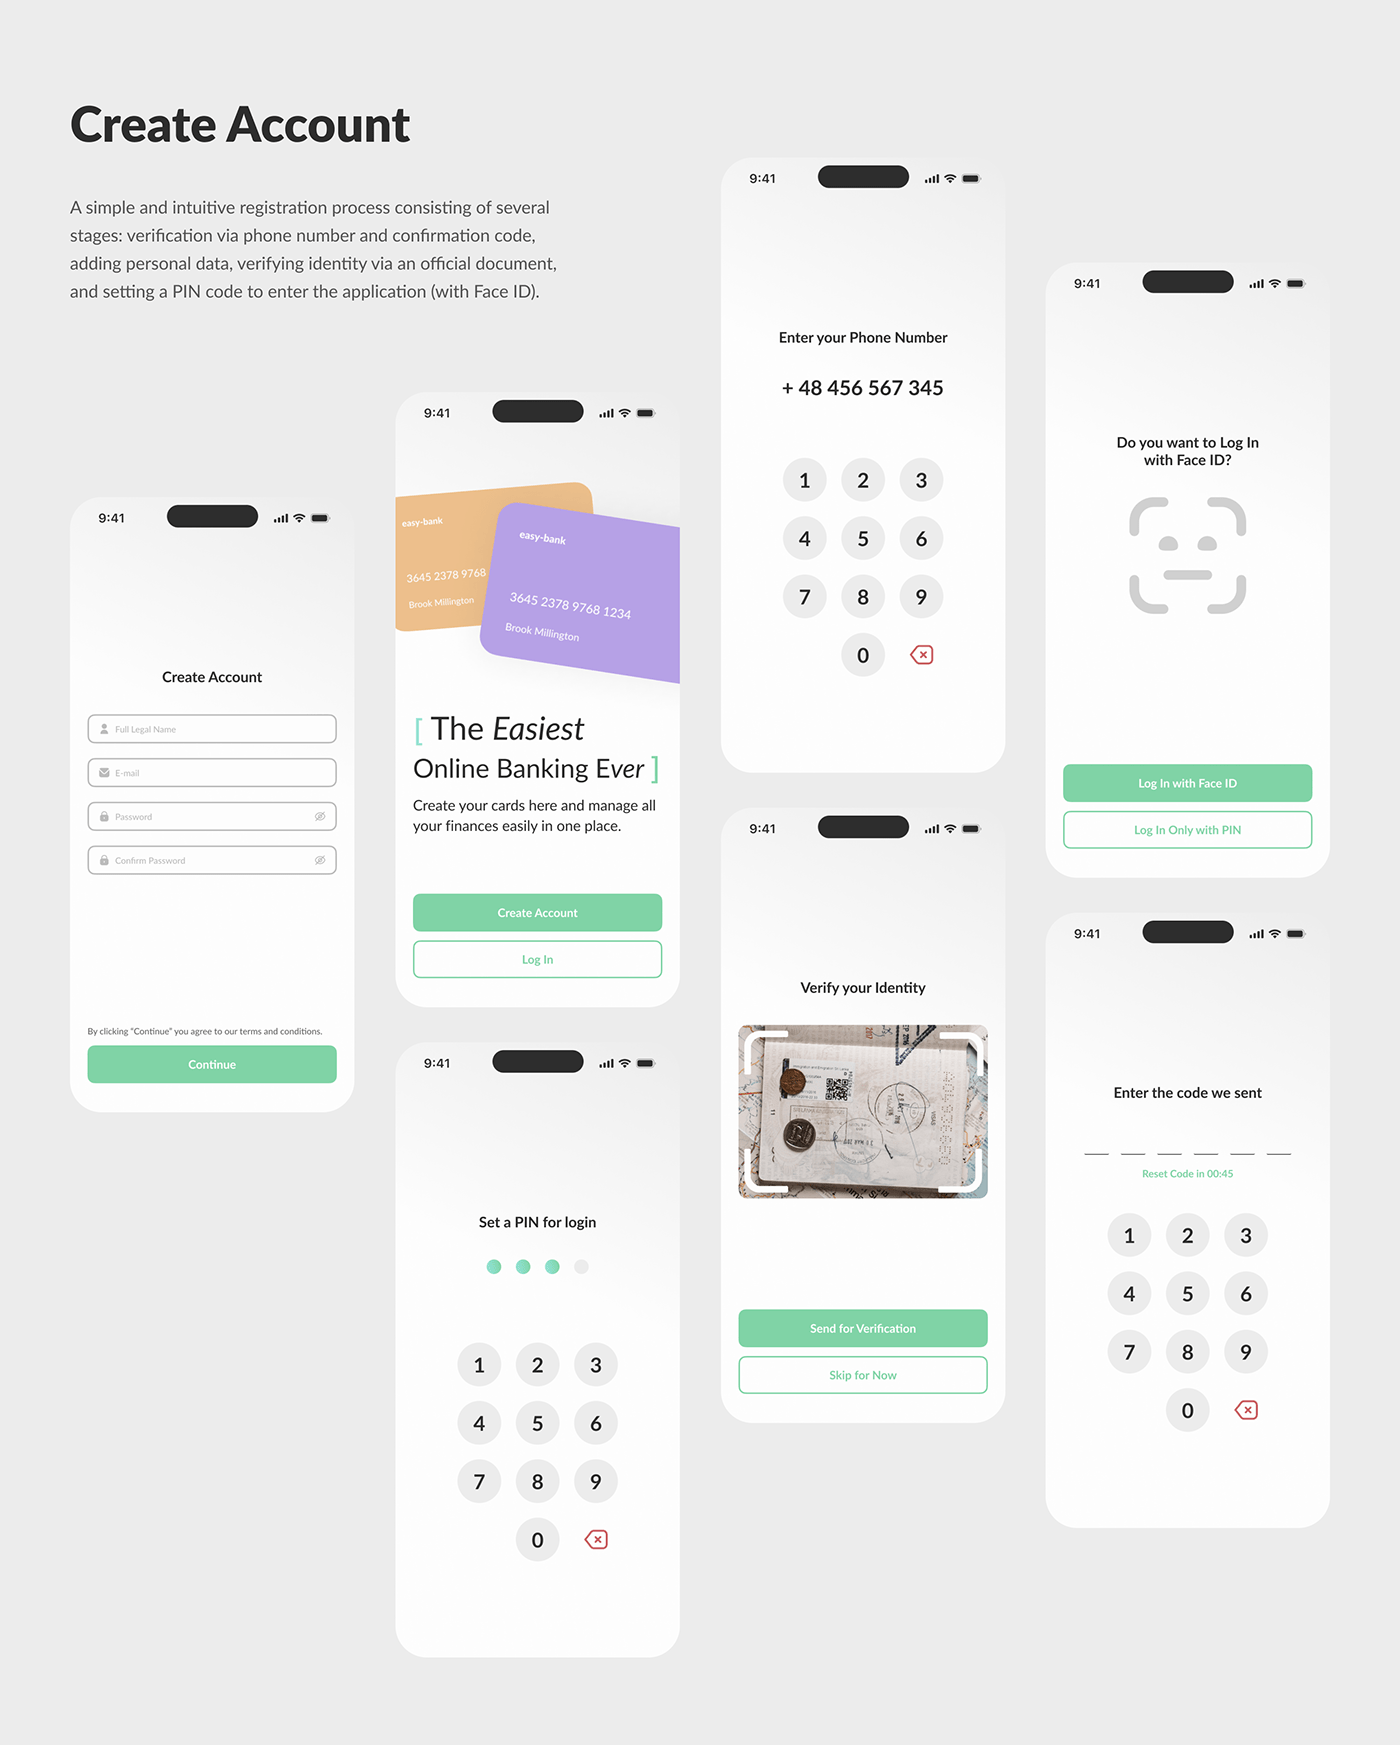 Create Account
A simple and intuitive registration process consisting of several
stages: verification via phone number and confirmation code,
adding personal data, verifying identity via an official document,
and setting a PIN code to enter the application (with Face ID).
9:41
Create Account
Full Legal Name
E-mail
Password
Confirm Password
By clicking “Continue” you agree to our terms and conditions.
Continue
9:41
easy-bank
3645 2378 9768
Brook Millington
easy-bank
3645 2378 9768 1234
Brook Millington
[ The Easiest
Online Banking Ever ]
Create your cards here and manage all
your finances easily in one place.
Create Account
Log In
9:41
Set a PIN for login
1 2 3
4 5 6
7 8 9
0
9:41
Enter your Phone Number
+ 48 456 567 345
1 2 3
4 5 6
7 8 9
0
9:41
Verify your Identity
VISAS
Send for Verification
Skip for Now
9:41
Do you want to Log In
with Face ID?
Log In with Face ID
Log In Only with PIN
9:41
Enter the code we sent
Reset Code in 00:45
1 2 3
4 5 6
7 8 9
0